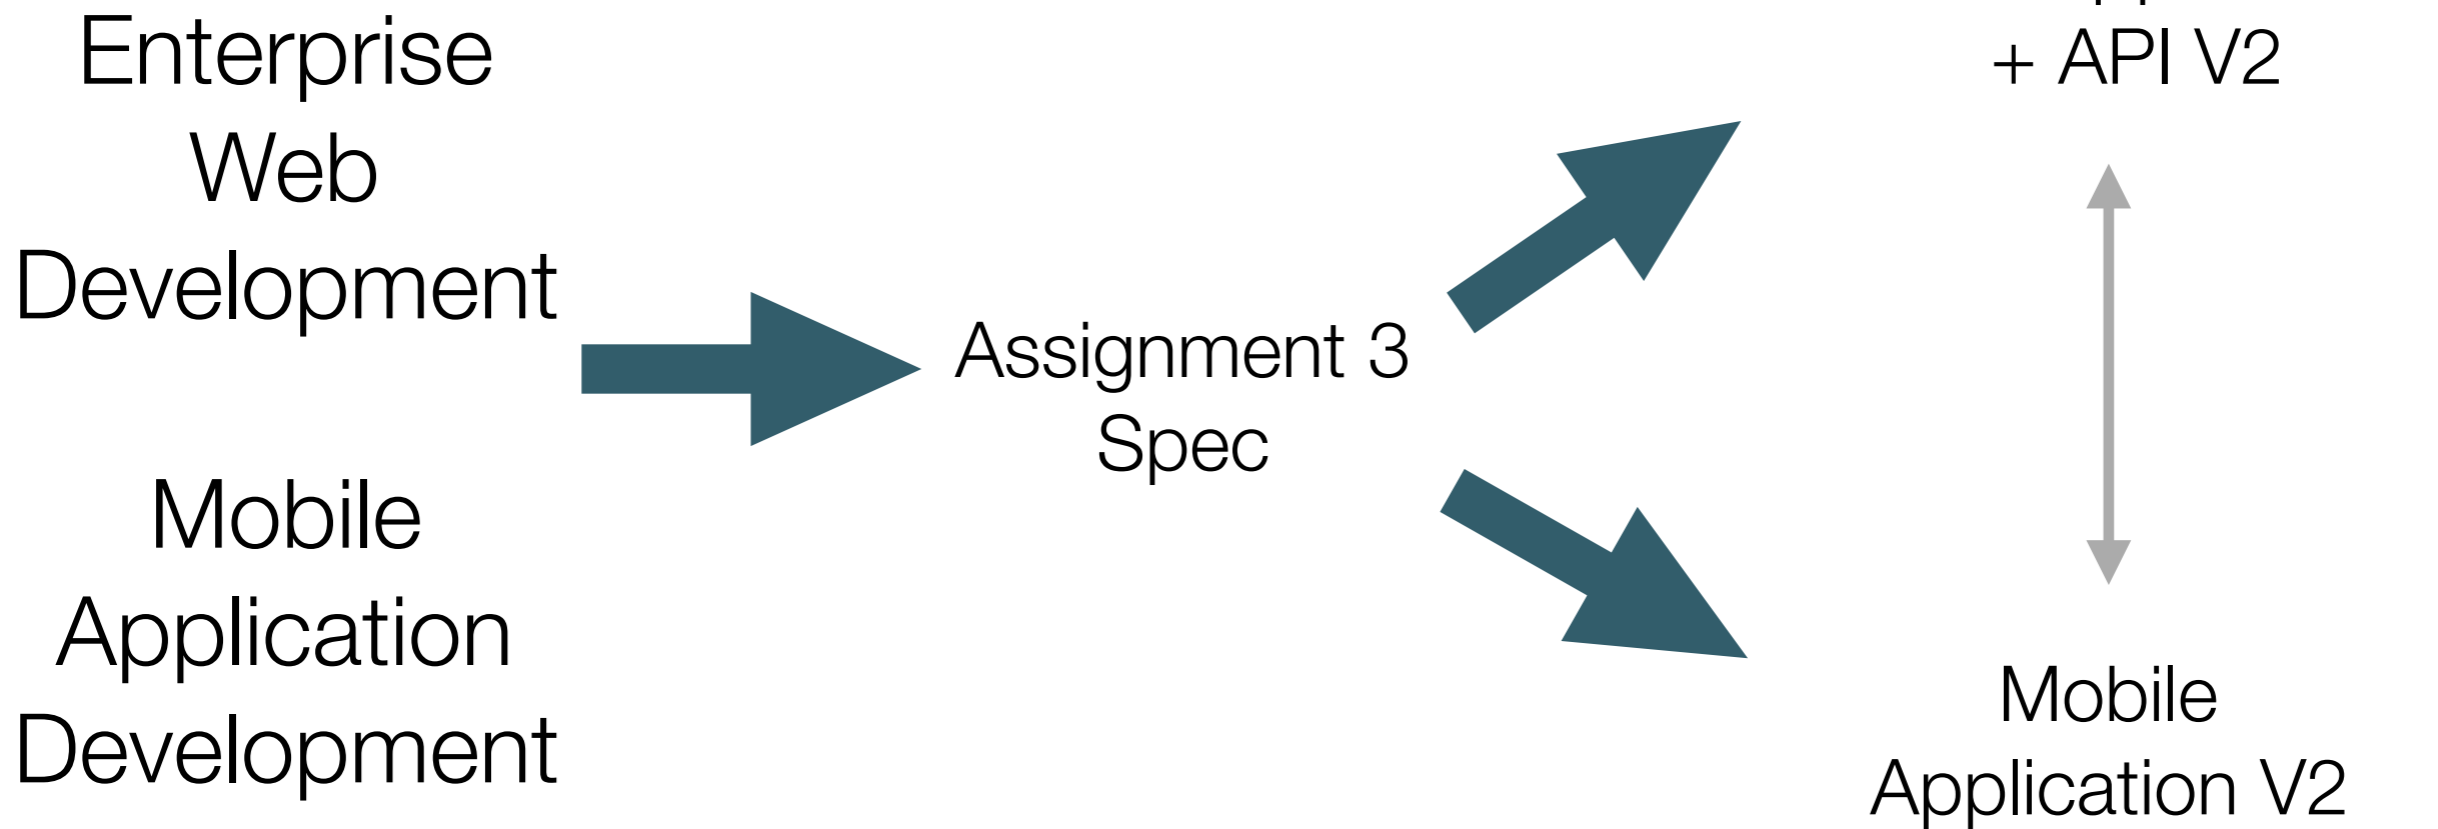 Enterprise
Web
Development
Mobile
Application
Development
Assignment 3
Spec
+ API V2
Mobile
Application V2